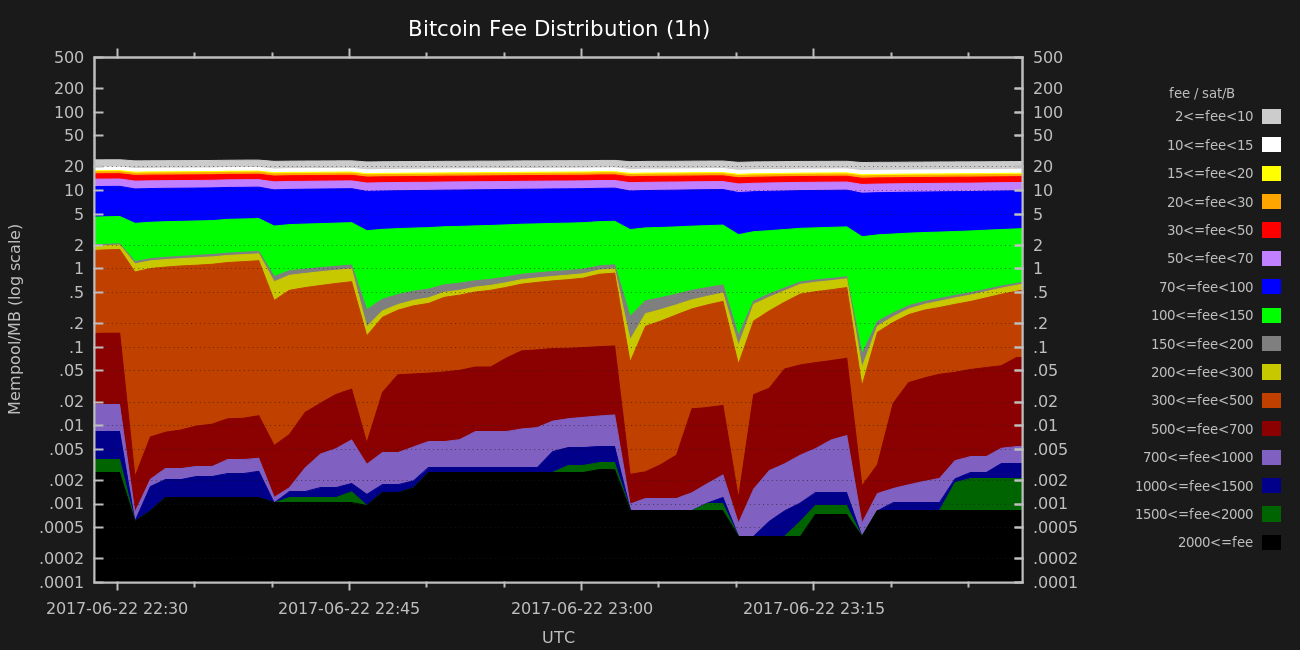 Bitcoin Fee Distribution (1h)
500 500
200 200
100 100
50 50
20 20
10 10
5 5
2 2
1 1
.5 .5
.2 .2
.1 .1
.05 .05
.02 .02
.01 .01
.005 .005
.002 .002
.001 .001
.0005 .0005
.0002 .0002
.0001 .0001
Mempool/MB (log scale)
2017-06-22 22:30 2017-06-22 22:45 2017-06-22 23:00 2017-06-22 23:15
UTC
fee / sat/B
2<=fee<10
10<=fee<15
15<=fee<20
20<=fee<30
30<=fee<50
50<=fee<70
70<=fee<100
100<=fee<150
150<=fee<200
200<=fee<300
300<=fee<500
500<=fee<700
700<=fee<1000
1000<=fee<1500
1500<=fee<2000
2000<=fee